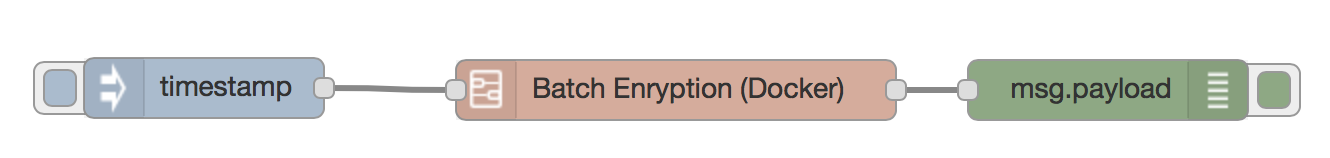 timestamp
Batch Enryption (Docker)
msg.payload